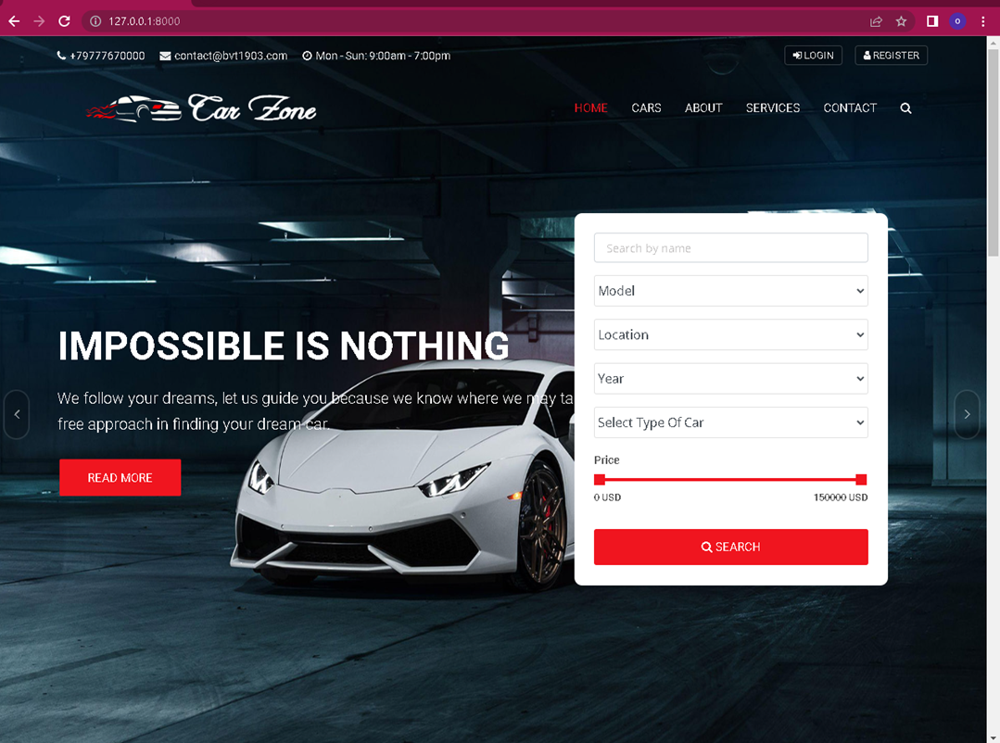 127.0.0.1:8000
O
+79777670000 contact@bvt1903.com Mon - Sun: 9:00am - 7:00pm
LOGIN
REGISTER
Car Zone
HOME CARS ABOUT SERVICES CONTACT
Search by name
Model
Location
Year
Select Type Of Car
Price
0 USD 150000 USD
SEARCH
IMPOSSIBLE IS NOTHING
We follow your dreams, let us guide you because we know where we may ta
free approach in finding your dream car.
READ MORE